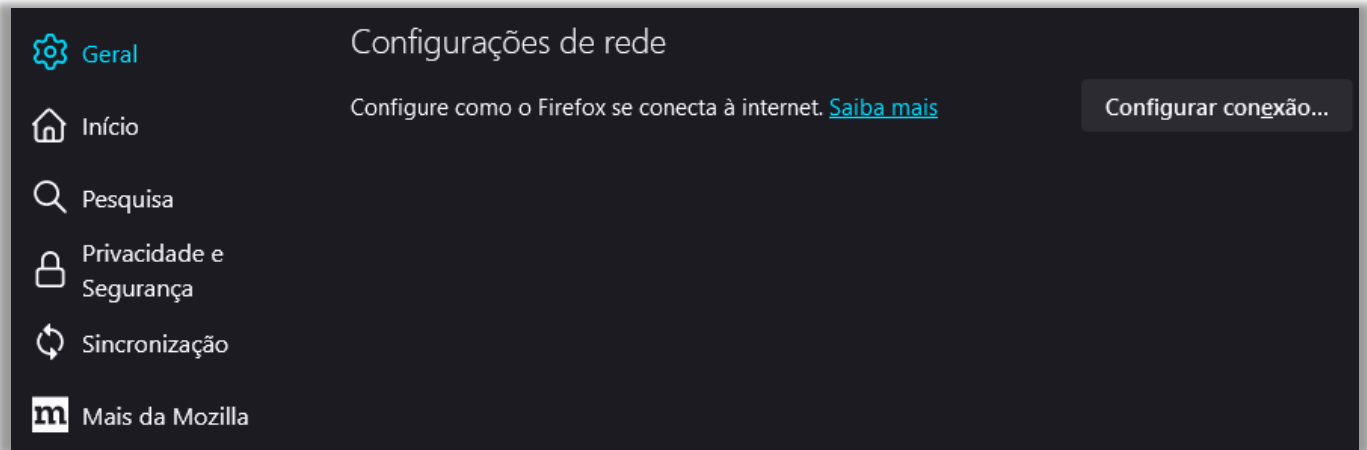 Geral
Início
Pesquisa
Privacidade e
Segurança
Sincronização
m Mais da Mozilla
Configurações de rede
Configure como o Firefox se conecta à internet. Saiba mais
Configurar conexão...